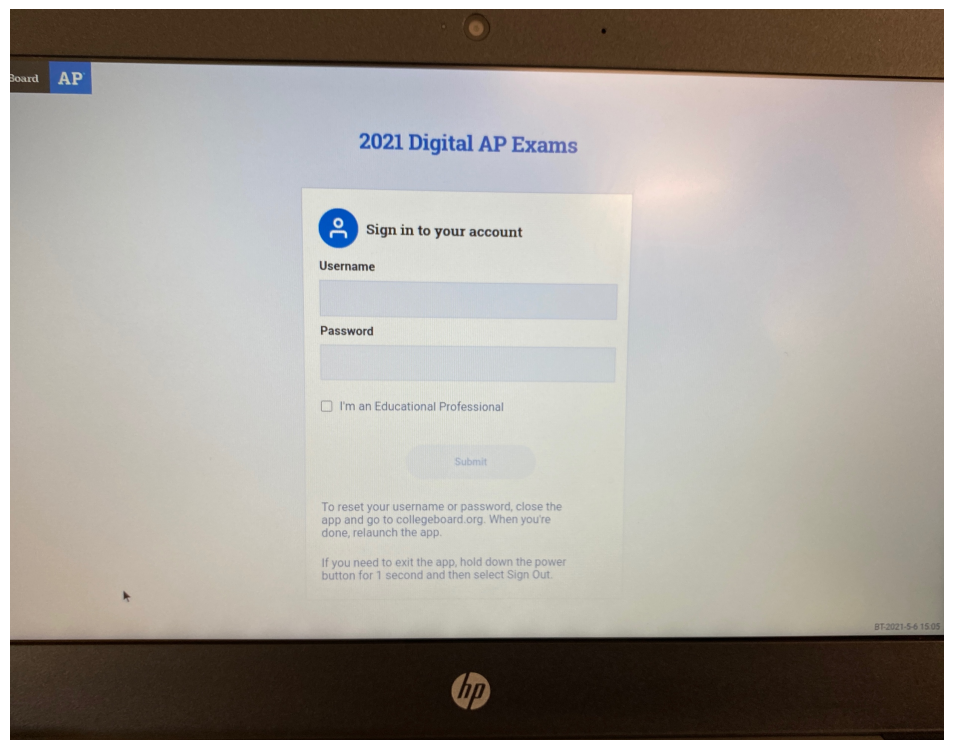 Board AP
2021 Digital AP Exams
Sign in to your account
Username
Password
I'm an Educational Professional
Submit
To reset your username or password, close the
app and go to collegeboard.org. When you're
done, relaunch the app.
If you need to exit the app, hold down the power
button for 1 second and then select Sign Out.
BT-2021-5-6 15:05
hp